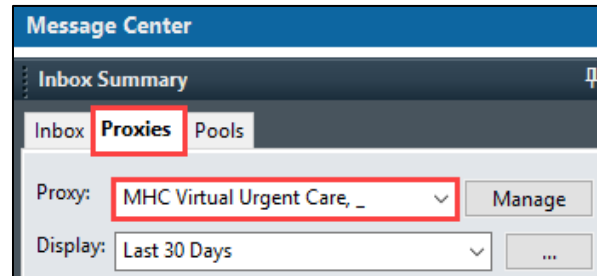 Message Center
Inbox Summary
Inbox Proxies Pools
Proxy: MHC Virtual Urgent Care, _ Manage
Display: Last 30 Days ...